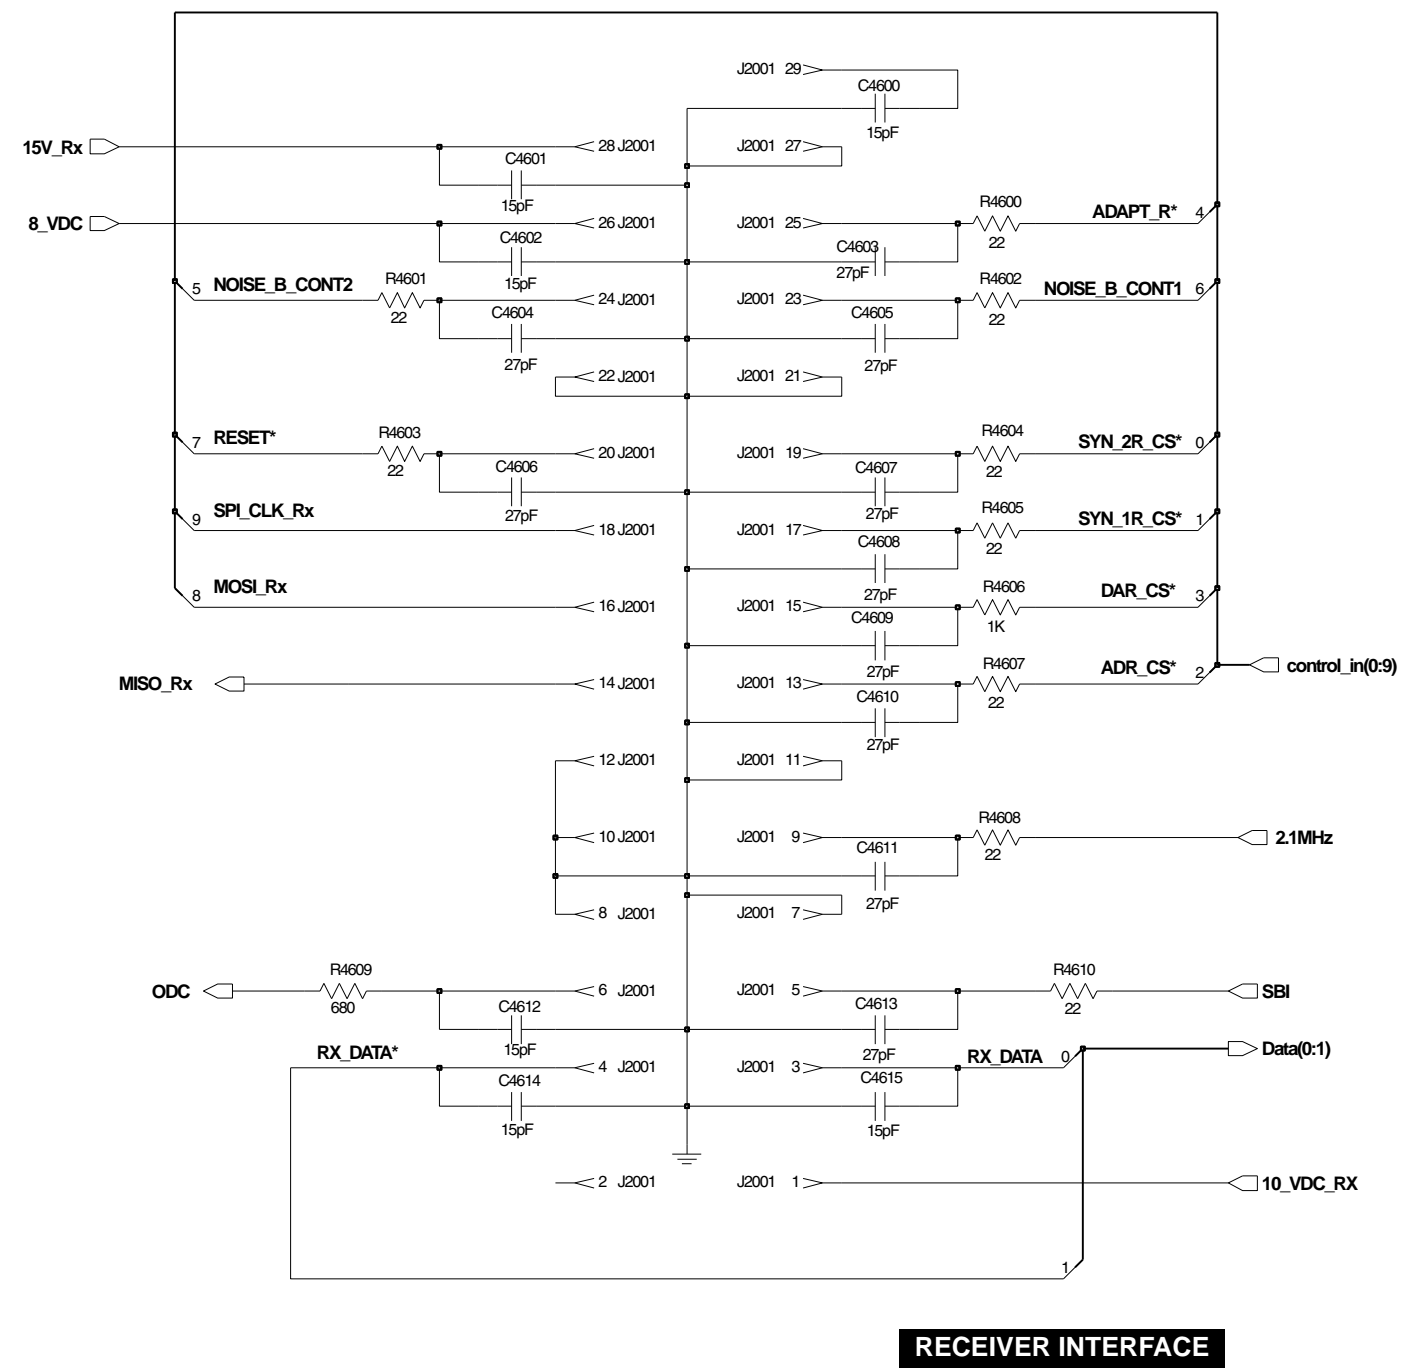 J2001 29
C4600
15pF
15V_Rx
28 J2001
J2001 27
C4601
15pF
R4600
ADAPT_R* 4
8_VDC
26 J2001
J2001 25
22
C4602
15pF
C4603
27pF
5 NOISE_B_CONT2
R4601
22
24 J2001
J2001 23
R4602
22
NOISE_B_CONT1 6
C4604
27pF
C4605
27pF
22 J2001
J2001 21
7 RESET*
R4603
22
20 J2001
J2001 19
R4604
22
SYN_2R_CS* 0
C4606
27pF
C4607
27pF
9 SPI_CLK_Rx
18 J2001
J2001 17
R4605
22
SYN_1R_CS* 1
C4608
27pF
8 MOSI_Rx
16 J2001
J2001 15
R4606
1K
DAR_CS* 3
C4609
27pF
MISO_Rx
14 J2001
J2001 13
R4607
22
ADR_CS* 2
control_in(0:9)
C4610
27pF
12 J2001
J2001 11
10 J2001
J2001 9
R4608
22
2.1MHz
C4611
27pF
8 J2001
J2001 7
ODC
R4609
680
6 J2001
J2001 5
R4610
22
SBI
C4612
15pF
C4613
27pF
RX_DATA*
4 J2001
J2001 3
RX_DATA 0
Data(0:1)
C4614
15pF
C4615
15pF
2 J2001
J2001 1
10_VDC_RX
1
RECEIVER INTERFACE